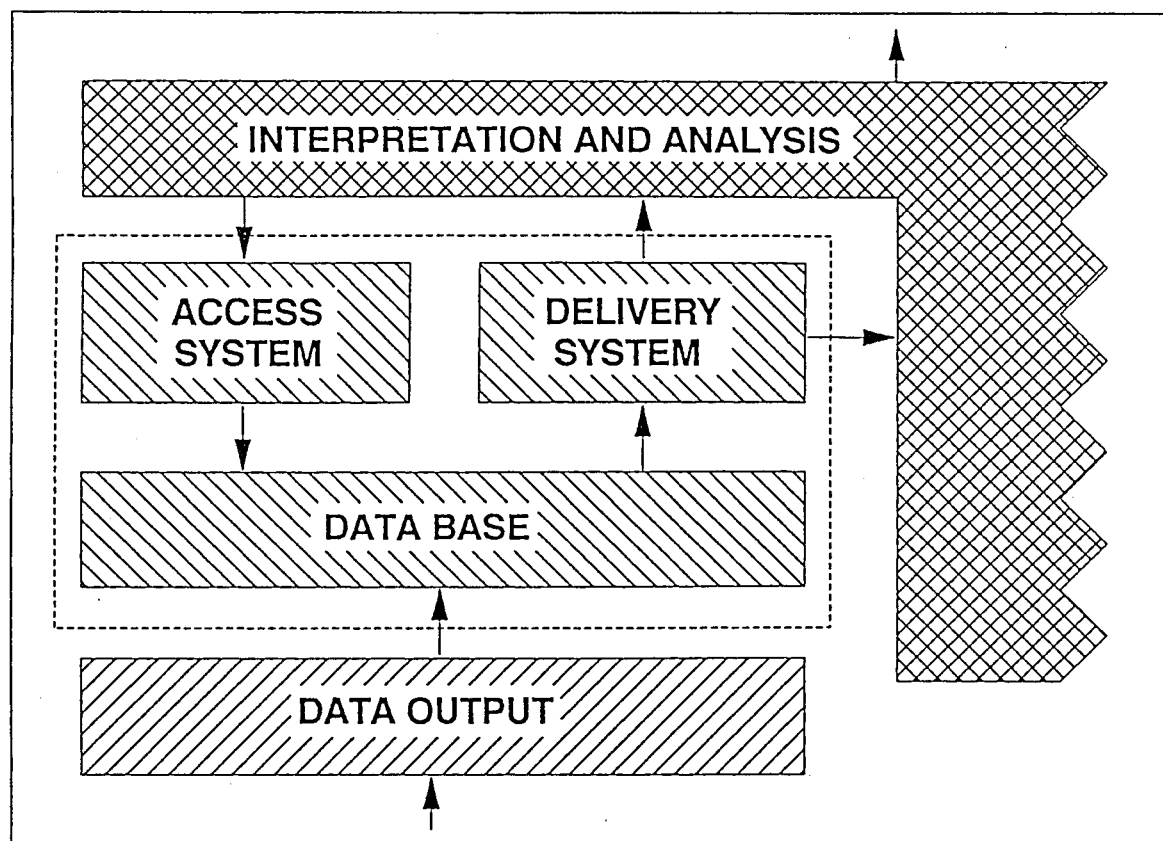 INTERPRETATION AND ANALYSIS
ACCESS
SYSTEM
DELIVERY
SYSTEM
DATA BASE
DATA OUTPUT